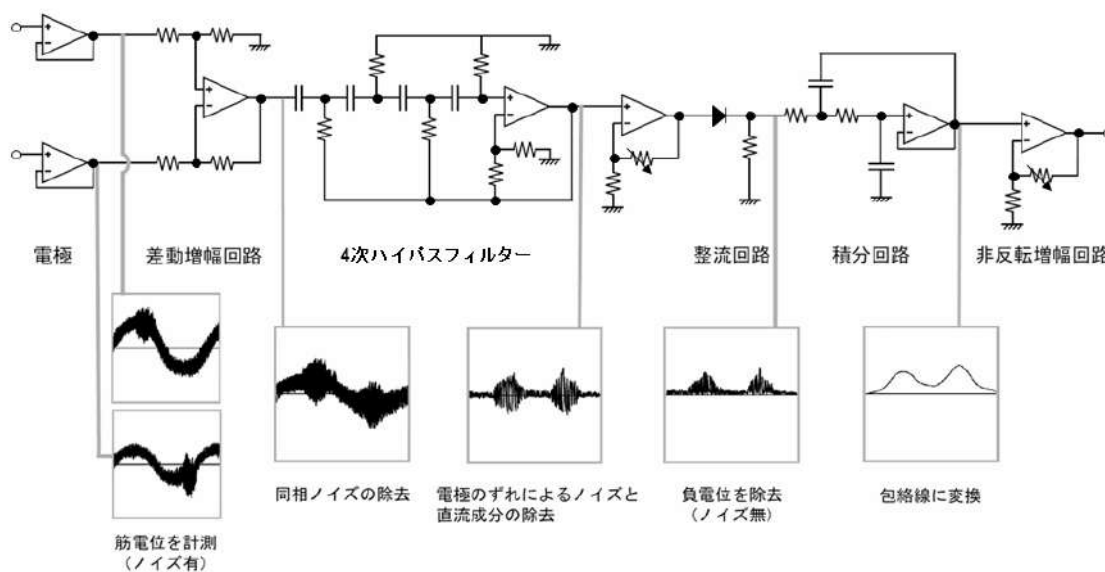 電極
差動増幅回路
4次ハイパスフィルター
整流回路
積分回路
非反転増幅回路
筋電位を計測
(ノイズ有)
同相ノイズの除去
電極のずれによるノイズと
直流成分の除去
負電位を除去
(ノイズ無)
包絡線に変換